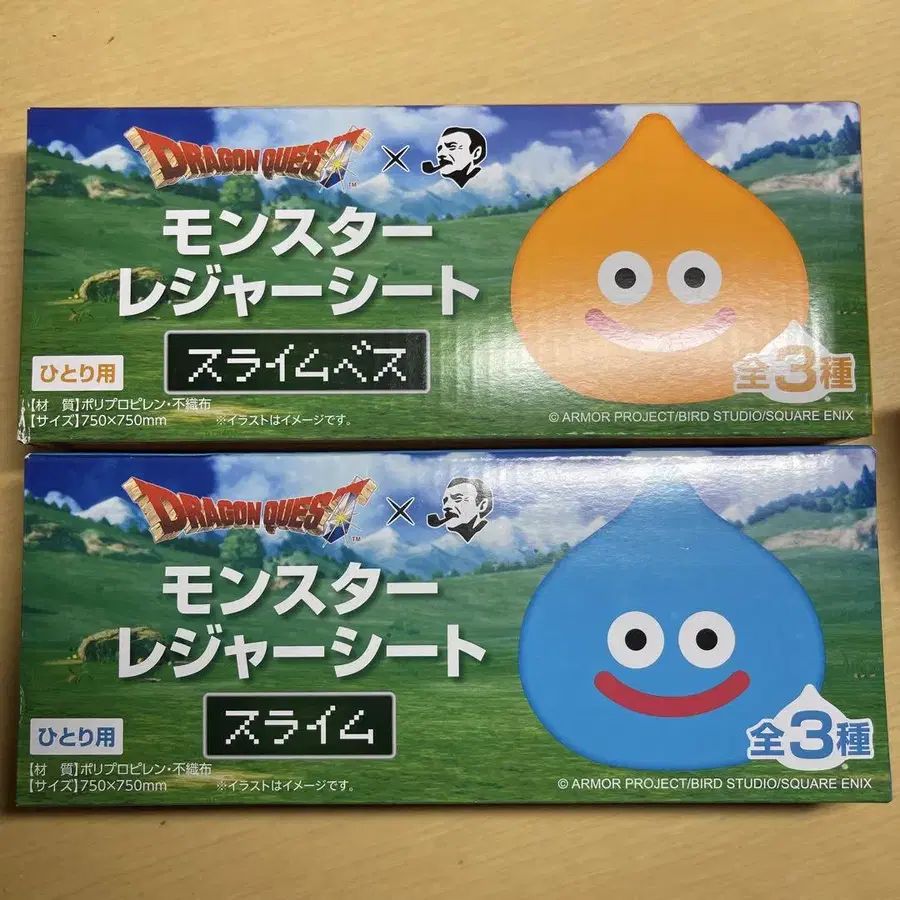 DRAGON QUEST™ ×
モンスター
レジャーシート
スライムベス
ひとり用
全3種
【材　質】ポリプロピレン・不織布
【サイズ】750×750mm
※イラストはイメージです。
© ARMOR PROJECT/BIRD STUDIO/SQUARE ENIX
DRAGON QUEST™ ×
モンスター
レジャーシート
スライム
ひとり用
全3種
【材　質】ポリプロピレン・不織布
【サイズ】750×750mm
※イラストはイメージです。
© ARMOR PROJECT/BIRD STUDIO/SQUARE ENIX